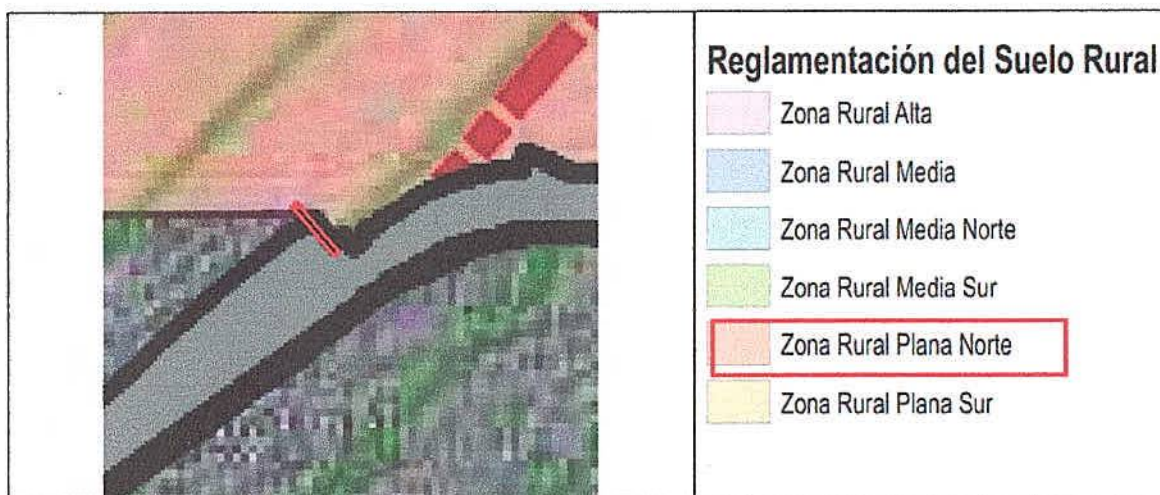 Reglamentación del Suelo Rural
Zona Rural Alta
Zona Rural Media
Zona Rural Media Norte
Zona Rural Media Sur
Zona Rural Plana Norte
Zona Rural Plana Sur